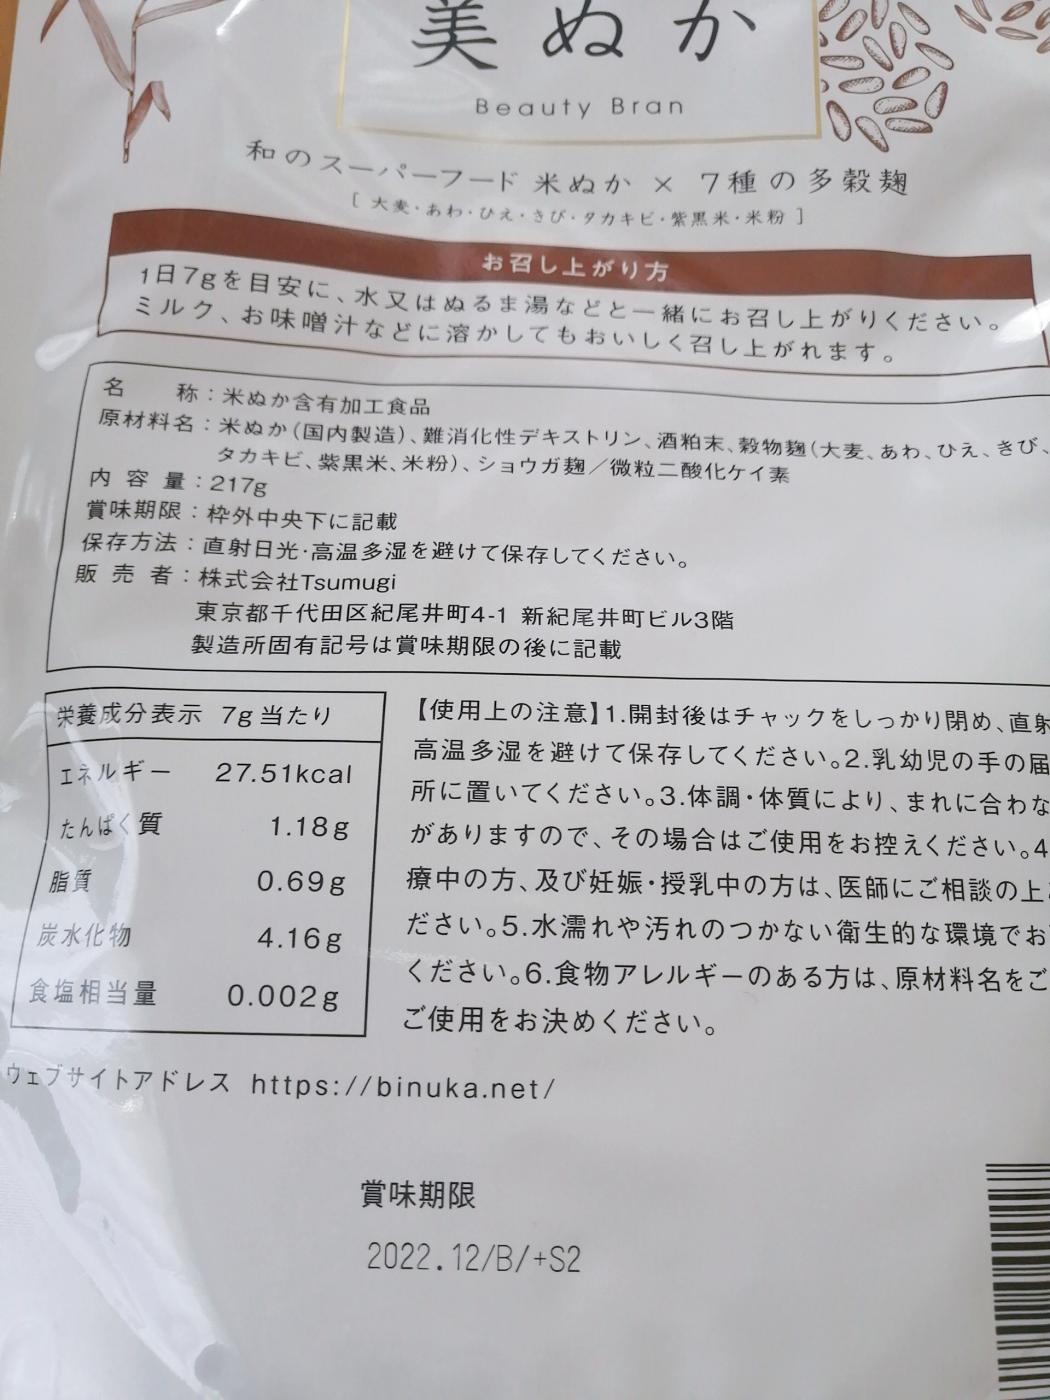 美ぬか
Beauty Bran
和のスーパーフード 米ぬか × 7種の多穀麹
[ 大麦・あわ・ひえ・きび・タカキビ・紫黒米・米粉 ]
お召し上がり方
1日7gを目安に、水又はぬるま湯などと一緒にお召し上がりください。
ミルク、お味噌汁などに溶かしてもおいしく召し上がれます。
名 称：米ぬか含有加工食品
原材料名：米ぬか(国内製造)、難消化性デキストリン、酒粕末、穀物麹(大麦、あわ、ひえ、きび、
タカキビ、紫黒米、米粉)、ショウガ麹／微粒二酸化ケイ素
内 容 量：217g
賞味期限：枠外中央下に記載
保存方法：直射日光・高温多湿を避けて保存してください。
販 売 者：株式会社Tsumugi
東京都千代田区紀尾井町4-1 新紀尾井町ビル3階
製造所固有記号は賞味期限の後に記載
栄養成分表示 7g当たり
エネルギー 27.51kcal
たんぱく質 1.18g
脂質 0.69g
炭水化物 4.16g
食塩相当量 0.002g
【使用上の注意】1.開封後はチャックをしっかり閉め、直射
高温多湿を避けて保存してください。2.乳幼児の手の届
所に置いてください。3.体調・体質により、まれに合わな
がありますので、その場合はご使用をお控えください。4
療中の方、及び妊娠・授乳中の方は、医師にご相談の上
ださい。5.水濡れや汚れのつかない衛生的な環境でお
ください。6.食物アレルギーのある方は、原材料名をご
ご使用をお決めください。
ウェブサイトアドレス https://binuka.net/
賞味期限
2022.12/B/+S2